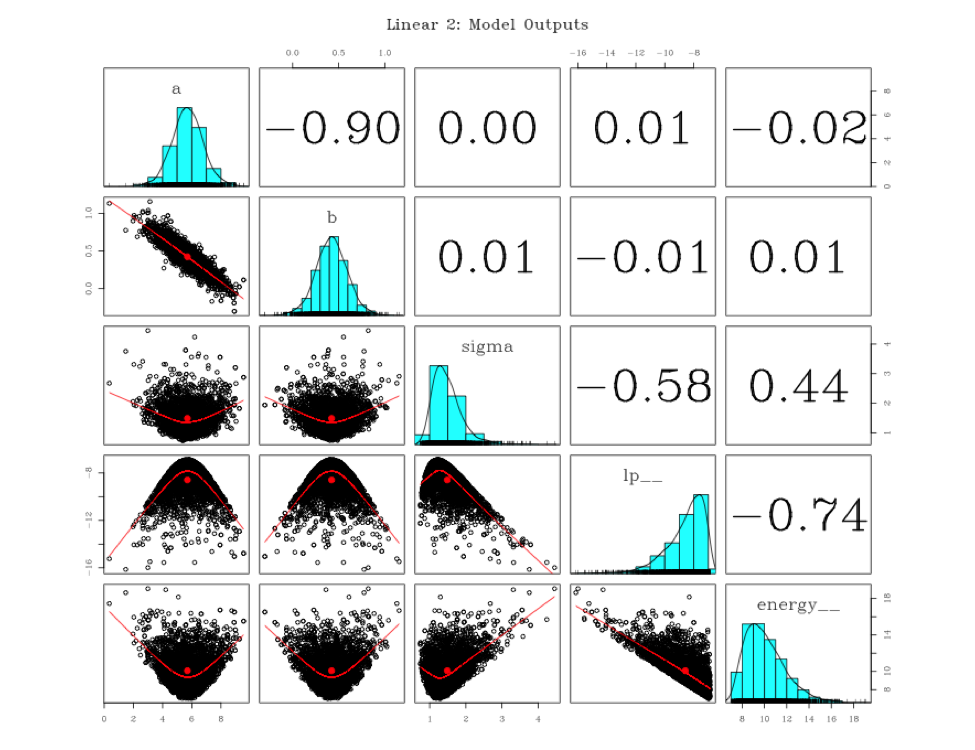 Linear 2: Model Outputs
0.0 0.5 1.0
-16 -14 -12 -10 -8
a
−0.90
0.00
0.01
−0.02
8
6
4
2
0
1.0
0.5
0.0
b
0.01
−0.01
0.01
sigma
−0.58
0.44
4
3
2
1
-8
-12
-16
lp__
−0.74
energy__
18
14
10
8
0 2 4 6 8
1 2 3 4
8 10 12 14 16 18